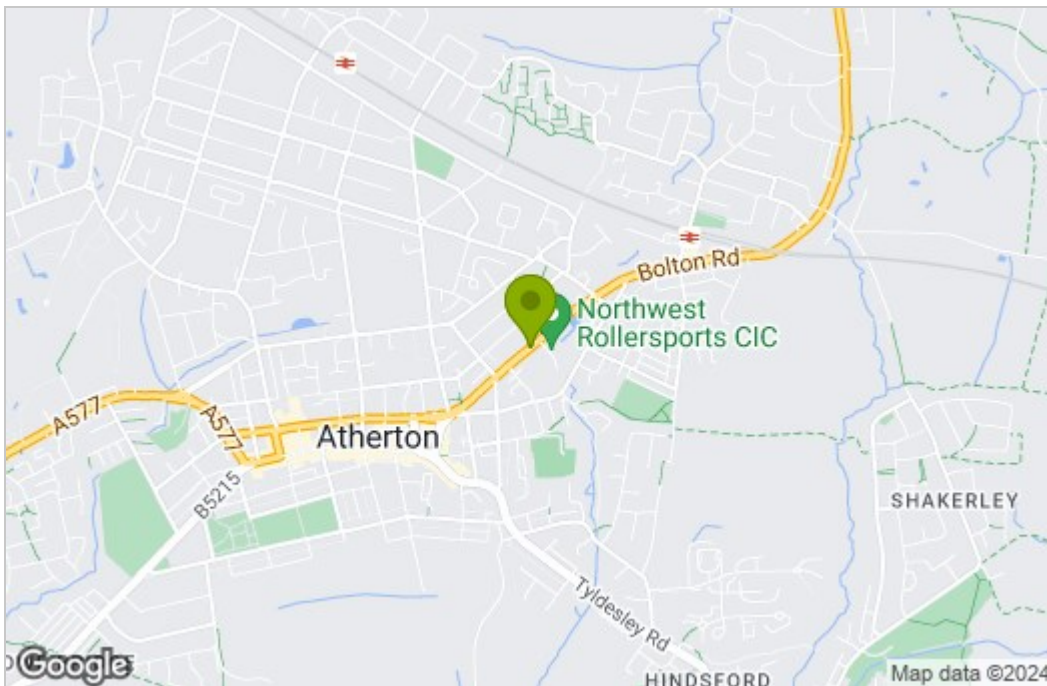 Bolton Rd
Northwest
Rollersports CIC
A577
A577
Atherton
B5215
SHAKERLEY
Tyldesley Rd
HINDSFORD
Google
Map data ©2024